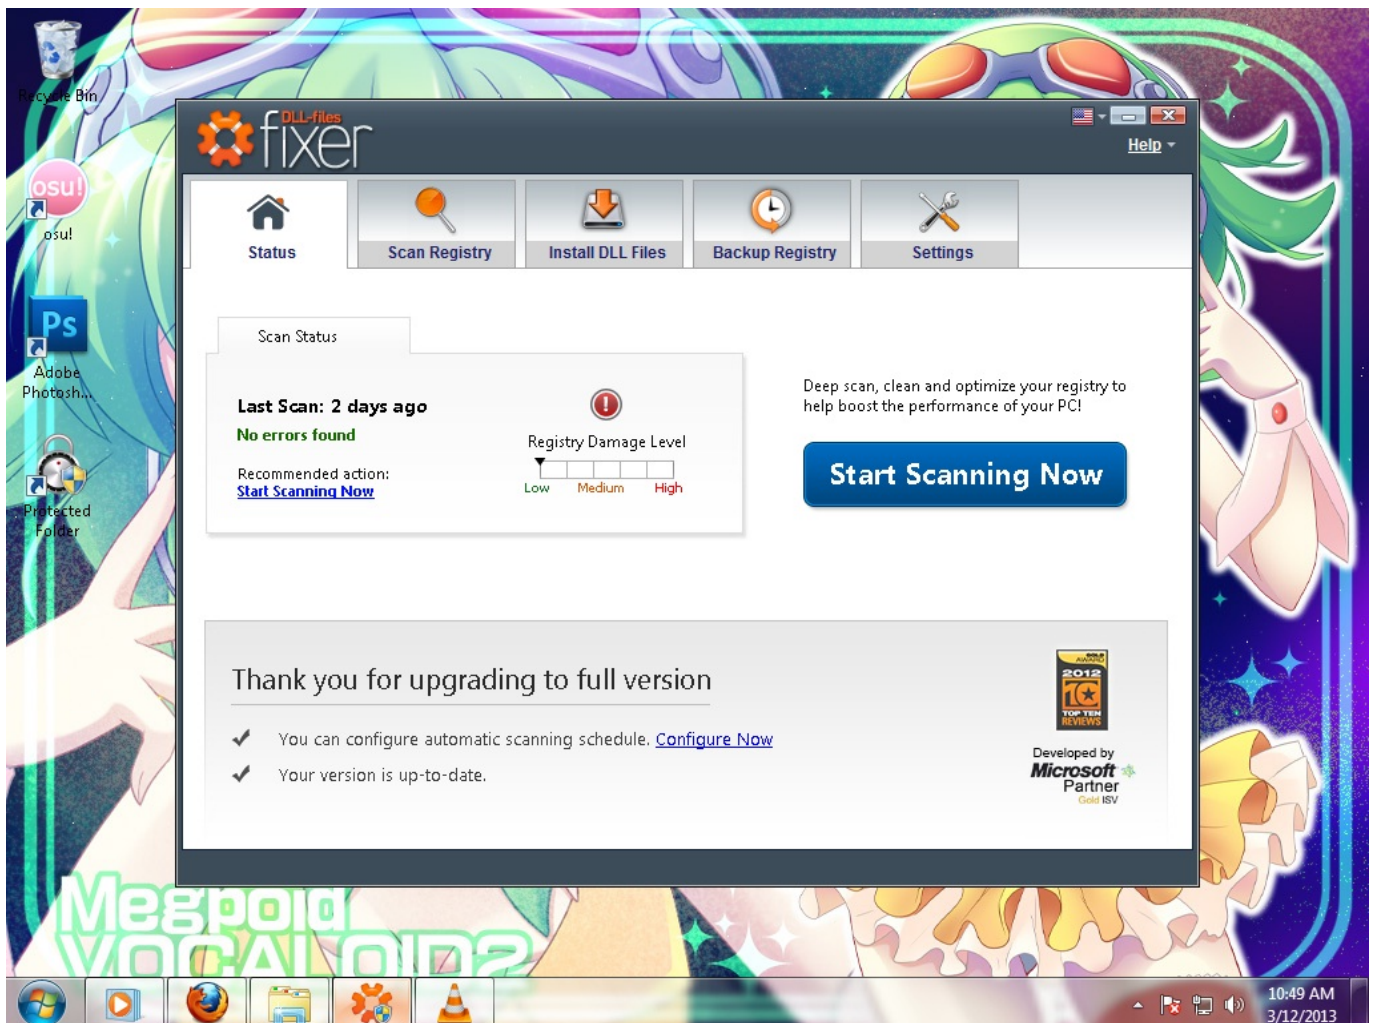 Recycle Bin
osu!
osu!
Ps
Adobe
Photosh...
Protected
Folder
DLL-files
fixer
Help
Status
Scan Registry
Install DLL Files
Backup Registry
Settings
Scan Status
Last Scan: 2 days ago
No errors found
Recommended action:
Start Scanning Now
Registry Damage Level
Low Medium High
Deep scan, clean and optimize your registry to
help boost the performance of your PC!
Start Scanning Now
Thank you for upgrading to full version
You can configure automatic scanning schedule. Configure Now
Your version is up-to-date.
GOLD
AWARD
2012
TOP TEN
REVIEWS
Developed by
Microsoft
Partner
Gold ISV
Megpoid
VOCALOID2
10:49 AM
3/12/2013